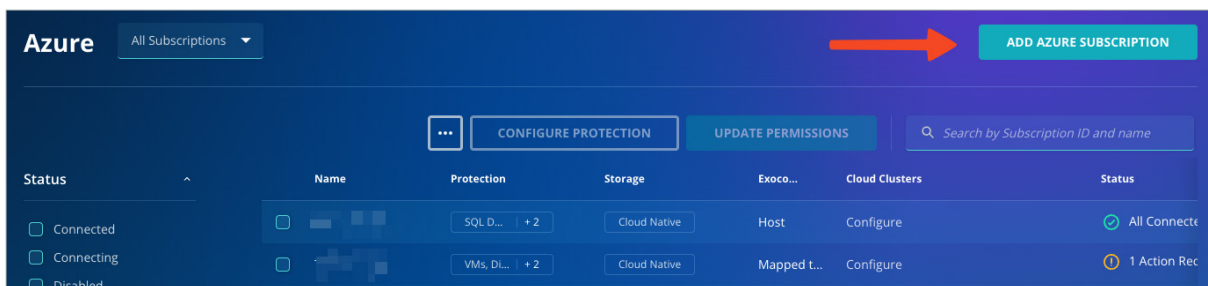 Azure
All Subscriptions
ADD AZURE SUBSCRIPTION
...
CONFIGURE PROTECTION
UPDATE PERMISSIONS
Search by Subscription ID and name
Status
Name
Protection
Storage
Exoco...
Cloud Clusters
Status
Connected
SQL D... + 2
Cloud Native
Host
Configure
All Connecte
Connecting
VMs, Di... + 2
Cloud Native
Mapped t...
Configure
1 Action Rec
Disabled